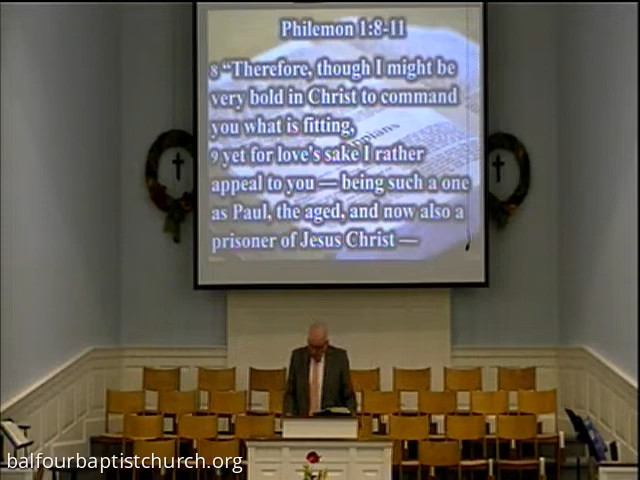 Philemon 1:8-11
8 “Therefore, though I might be
very bold in Christ to command
you what is fitting,
9 yet for love's sake I rather
appeal to you — being such a one
as Paul, the aged, and now also a
prisoner of Jesus Christ —
balfourbaptistchurch.org